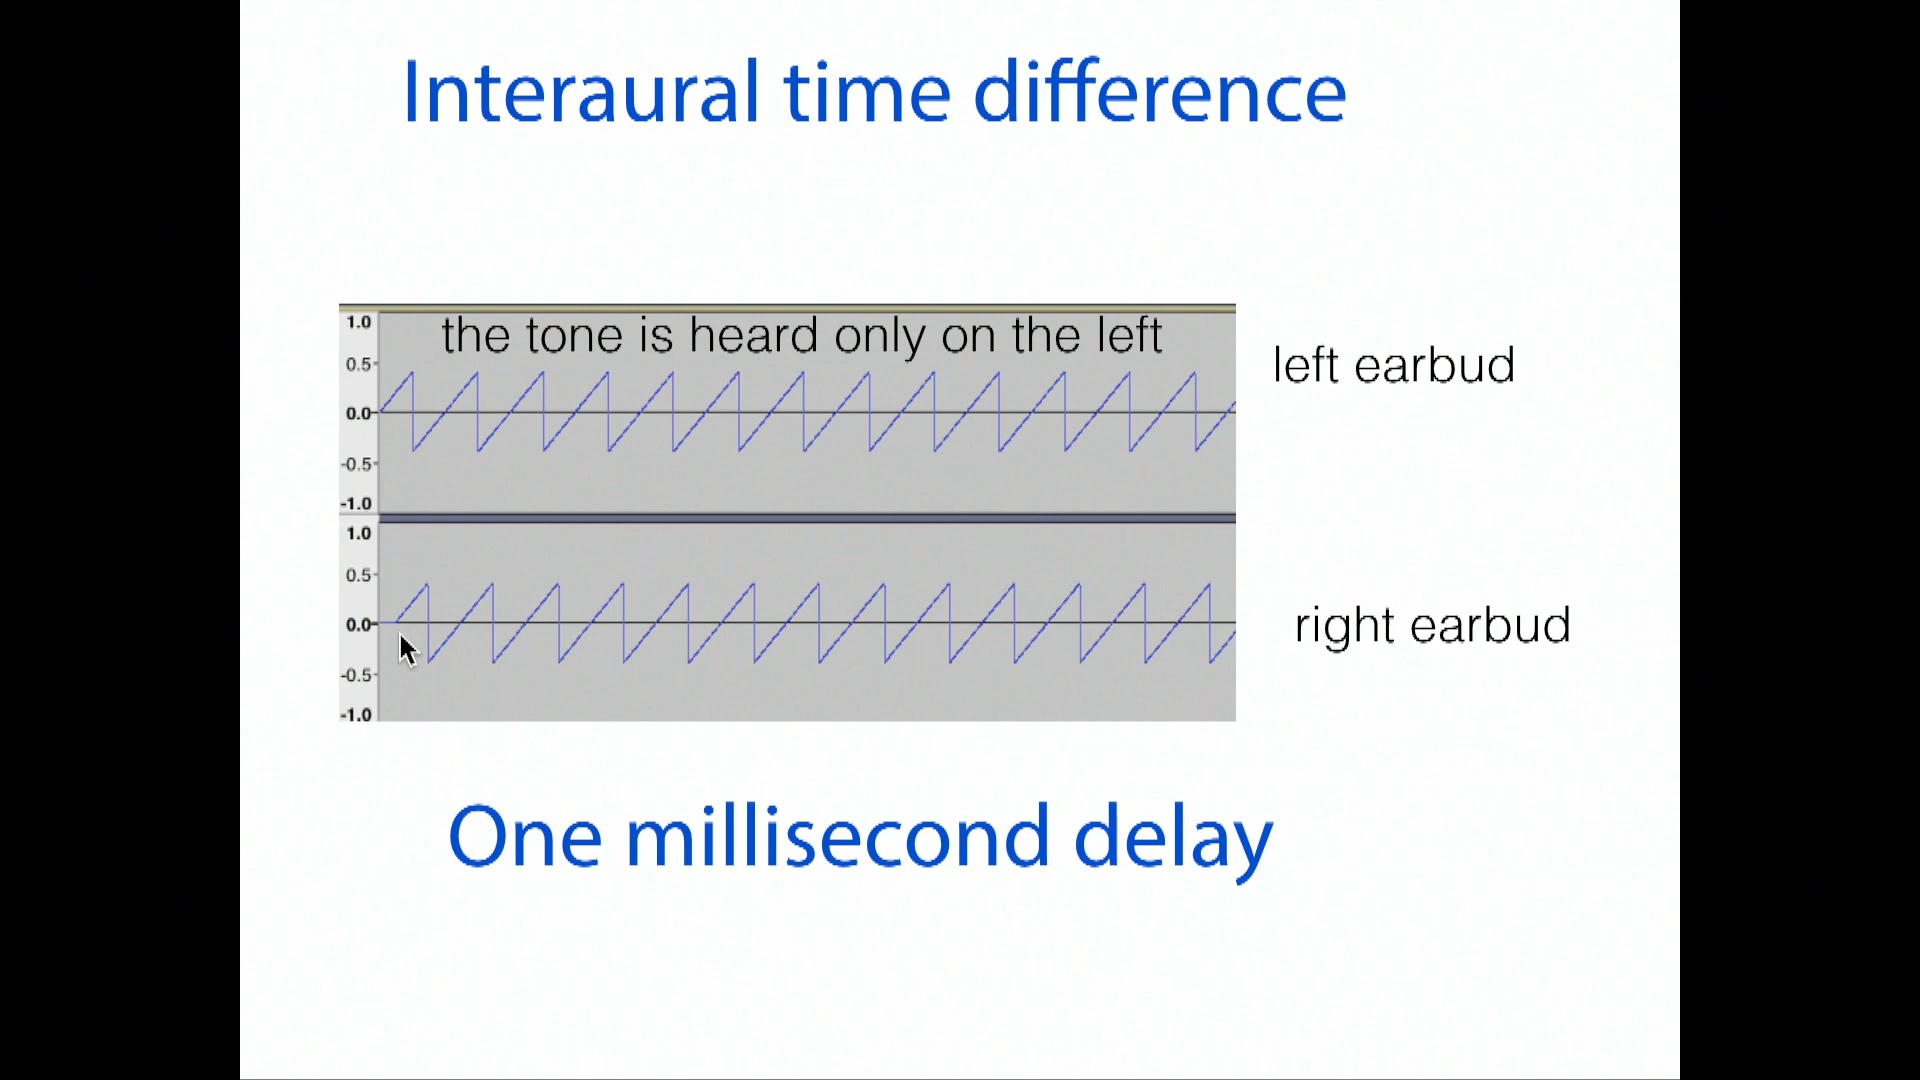 Interaural time difference
the tone is heard only on the left
1.0
0.5
0.0
-0.5
-1.0
left earbud
1.0
0.5
0.0
-0.5
-1.0
right earbud
One millisecond delay